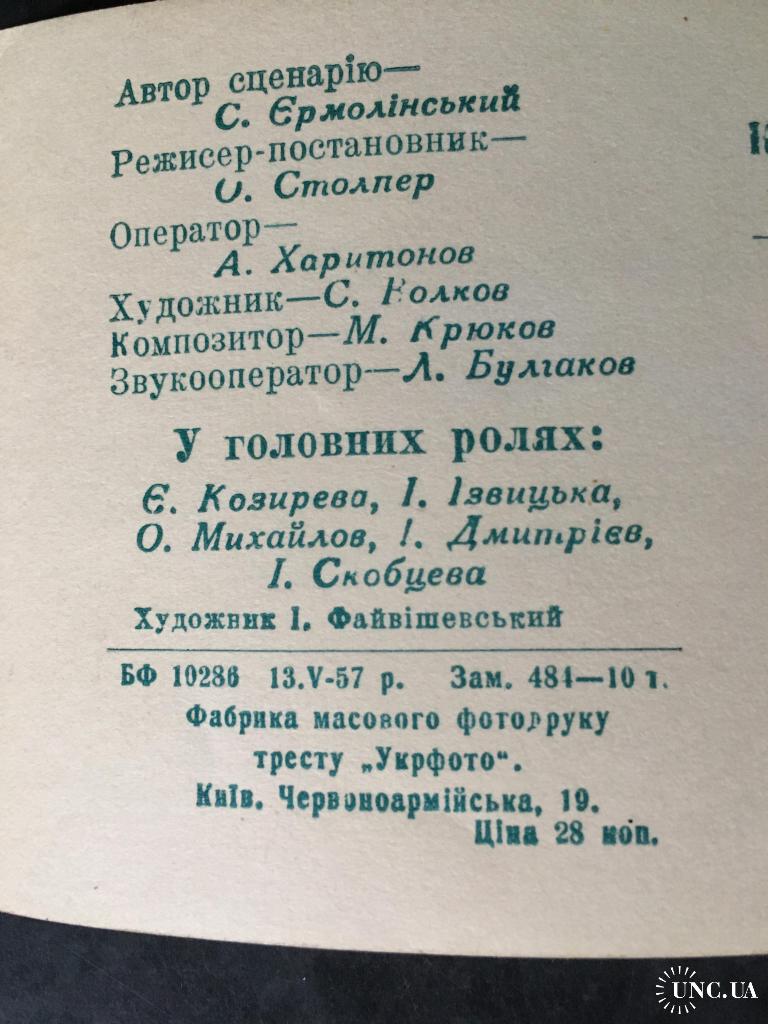 Автор сценарію—
С. Єрмолінський
Режисер-постановник—
О. Столпер
Оператор—
А. Харитонов
Художник—С. Волков
Композитор—М. Крюков
Звукооператор—Л. Булгаков
У головних ролях:
Є. Козирева, І. Ізвицька,
О. Михайлов, І. Дмитрієв,
І. Скобцева
Художник І. Файвішевський
БФ 10286 13.V-57 р. Зам. 484—10 т.
Фабрика масового фотодруку
тресту „Укрфото“.
Київ. Червоноармійська, 19.
Ціна 28 коп.
UNC.UA